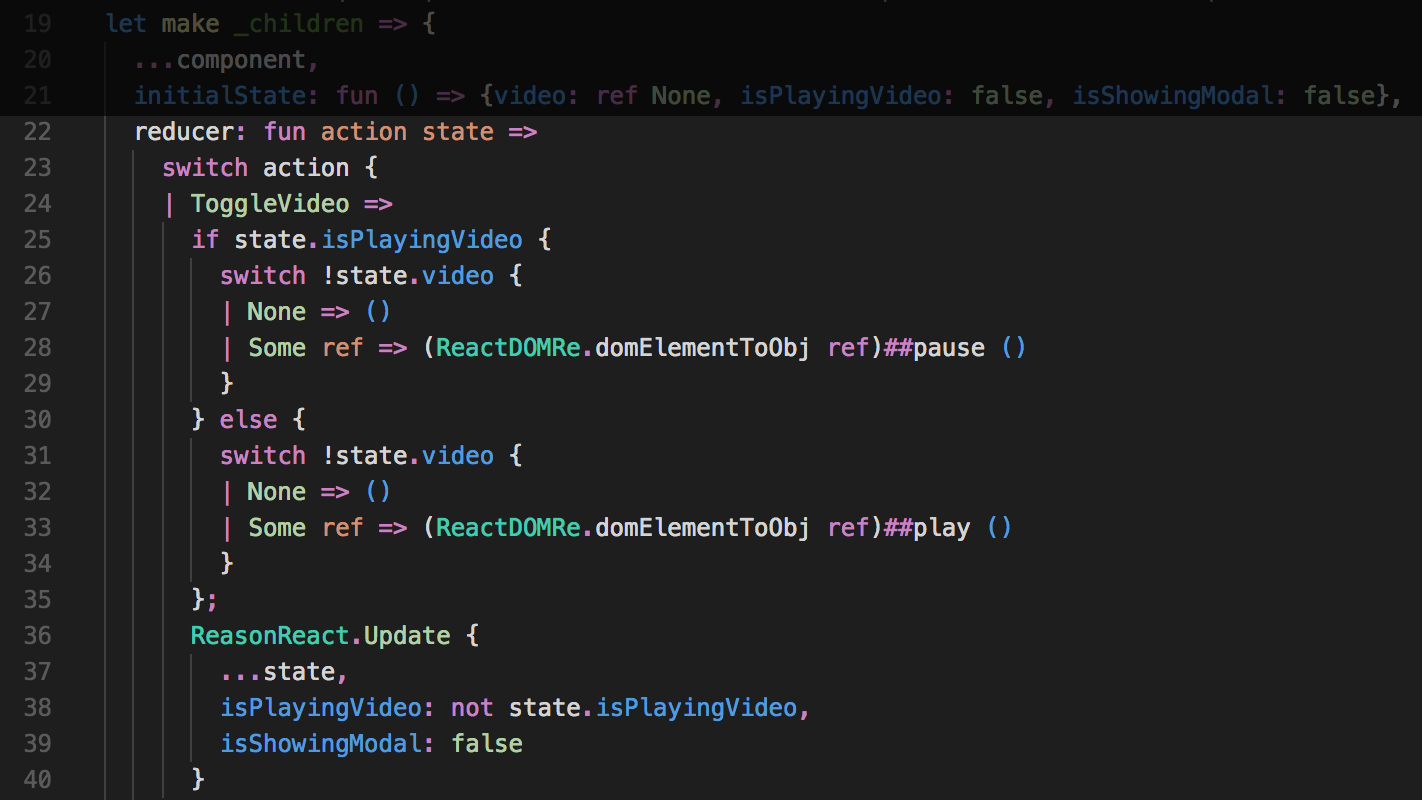 19 let make _children => {
20 ...component,
21 initialState: fun () => {video: ref None, isPlayingVideo: false, isShowingModal: false},
22 reducer: fun action state =>
23 switch action {
24 | ToggleVideo =>
25 if state.isPlayingVideo {
26 switch !state.video {
27 | None => ()
28 | Some ref => (ReactDOMRe.domElementToObj ref)##pause ()
29 }
30 } else {
31 switch !state.video {
32 | None => ()
33 | Some ref => (ReactDOMRe.domElementToObj ref)##play ()
34 }
35 };
36 ReasonReact.Update {
37 ...state,
38 isPlayingVideo: not state.isPlayingVideo,
39 isShowingModal: false
40 }